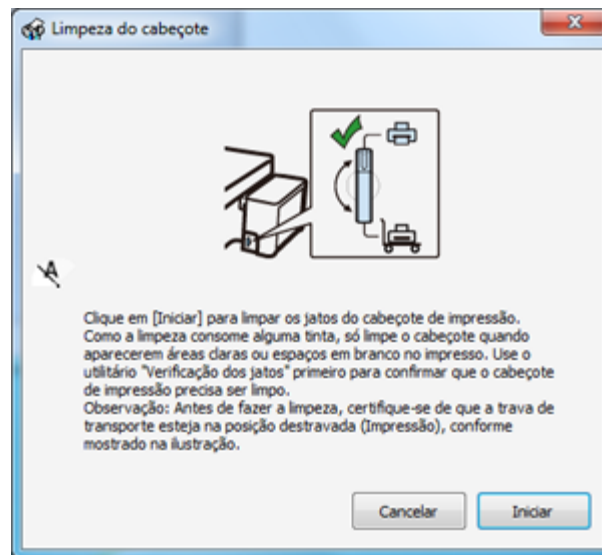 Limpeza do cabeçote
A
Clique em [Iniciar] para limpar os jatos do cabeçote de impressão.
Como a limpeza consome alguma tinta, só limpe o cabeçote quando
aparecerem áreas claras ou espaços em branco no impresso. Use o
utilitário "Verificação dos jatos" primeiro para confirmar que o cabeçote
de impressão precisa ser limpo.
Observação: Antes de fazer a limpeza, certifique-se de que a trava de
transporte esteja na posição destravada (Impressão), conforme
mostrado na ilustração.
Cancelar
Iniciar